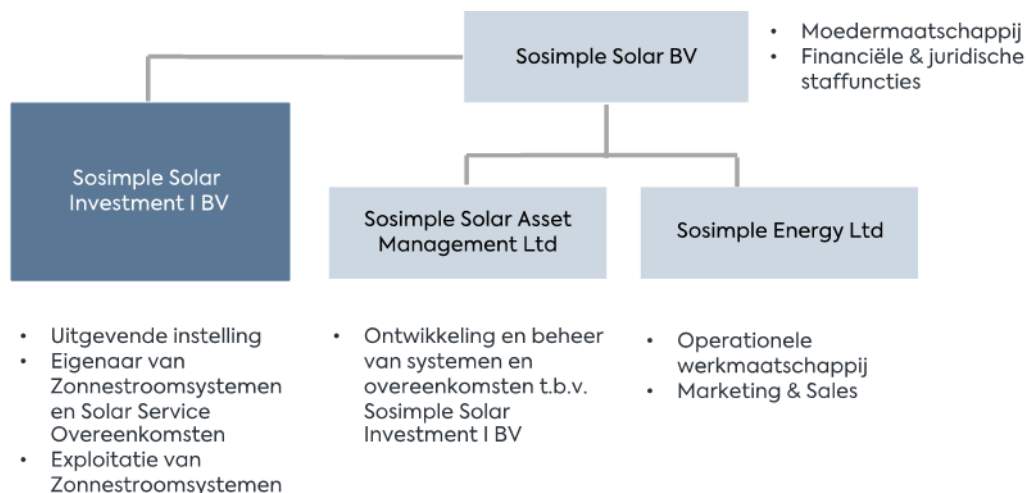 Sosimple Solar BV
• Moedermaatschappij
• Financiële & juridische
staffuncties
Sosimple Solar
Investment I BV
Sosimple Solar Asset
Management Ltd
Sosimple Energy Ltd
• Uitgevende instelling
• Eigenaar van
Zonnestroomsystemen
en Solar Service
Overeenkomsten
• Exploitatie van
Zonnestroomsystemen
• Ontwikkeling en beheer
van systemen en
overeenkomsten t.b.v.
Sosimple Solar
Investment I BV
• Operationele
werkmaatschappij
• Marketing & Sales